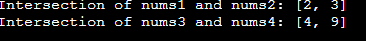 Intersection of nums1 and nums2: [2, 3]
Intersection of nums3 and nums4: [4, 9]